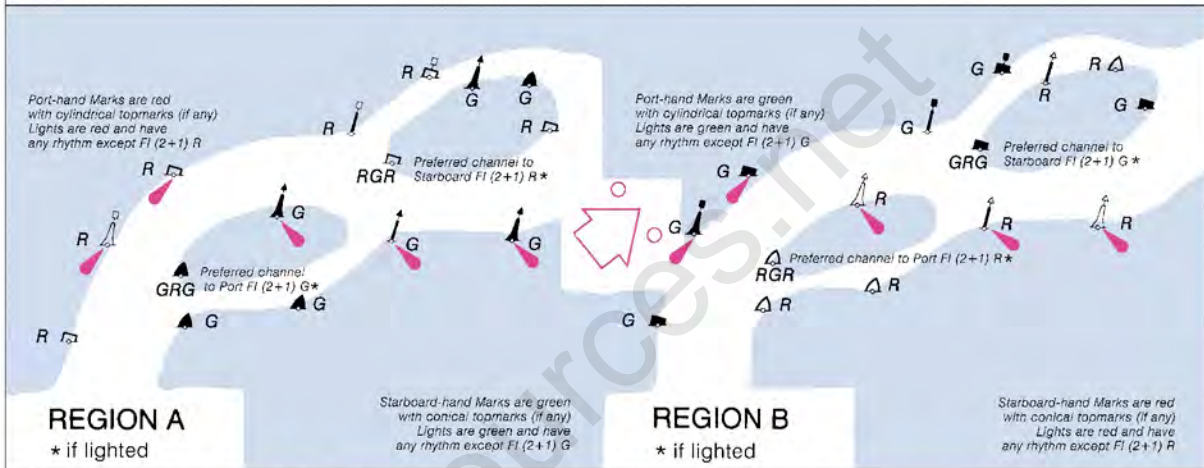 R
G
G
R
R
Port-hand Marks are red
with cylindrical topmarks (if any)
Lights are red and have
any rhythm except Fl (2+1) R
R
RGR
Preferred channel to
Starboard Fl (2+1) R*
R
G
R
G
G
Preferred channel
to Port Fl (2+1) G*
GRG
G
G
R
REGION A
* if lighted
Starboard-hand Marks are green
with conical topmarks (if any)
Lights are green and have
any rhythm except Fl (2+1) G
G
R
R
G
G
Port-hand Marks are green
with cylindrical topmarks (if any)
Lights are green and have
any rhythm except Fl (2+1) G
G
GRG
Preferred channel to
Starboard Fl (2+1) G*
R
G
R
R
Preferred channel to Port Fl (2+1) R*
RGR
R
R
G
REGION B
* if lighted
Starboard-hand Marks are red
with conical topmarks (if any)
Lights are red and have
any rhythm except Fl (2+1) R
ources.net